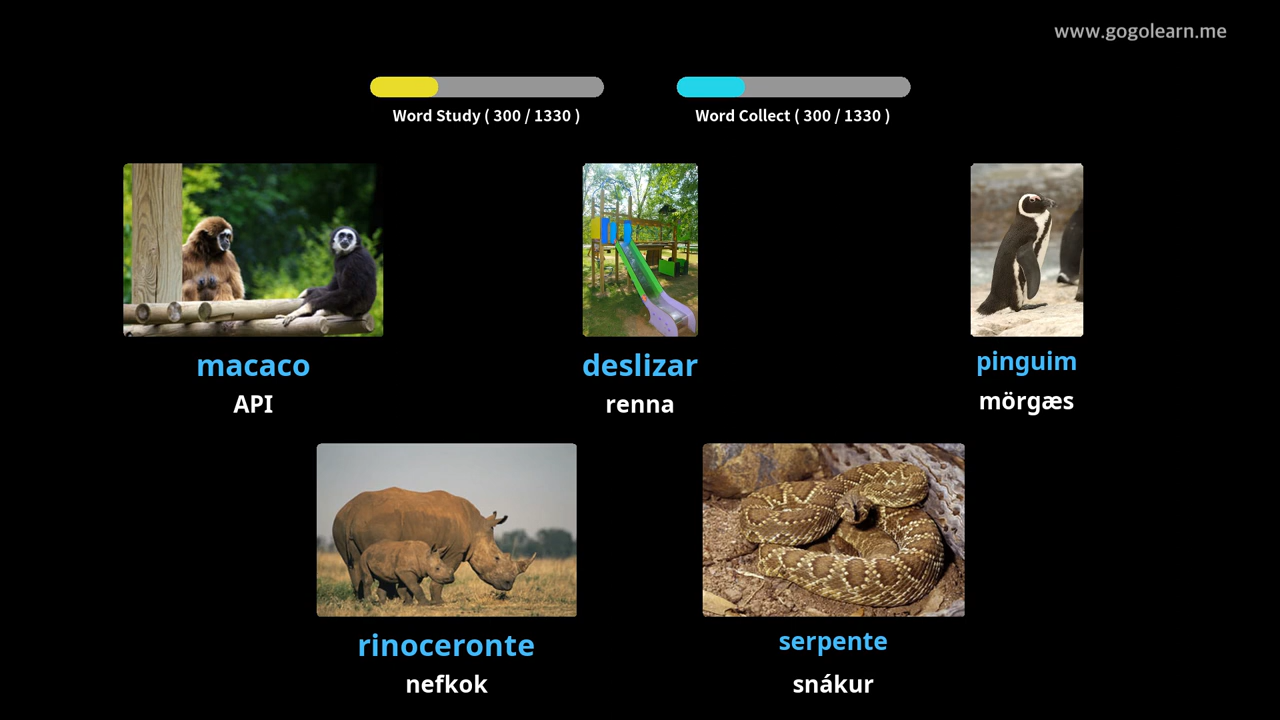 www.gogolearn.me
Word Study ( 300 / 1330 )
Word Collect ( 300 / 1330 )
macaco
API
deslizar
renna
pinguim
mörgæs
rinoceronte
nefkok
serpente
snákur